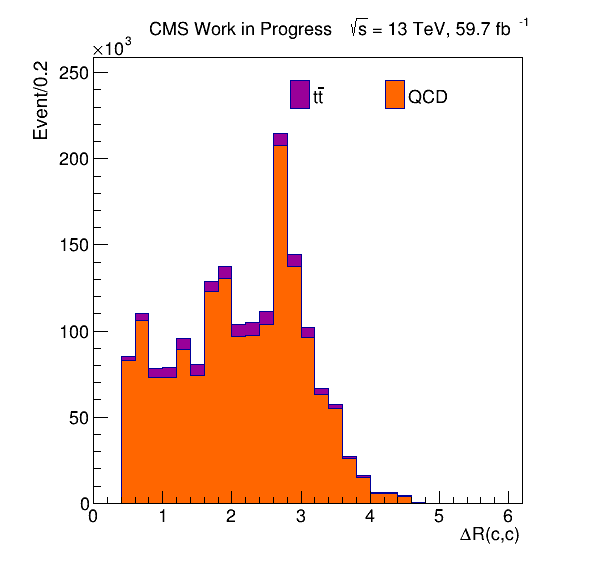 CMS Work in Progress √s = 13 TeV, 59.7 fb⁻¹
×10³
Event/0.2
250
200
150
100
50
0
tt̄
QCD
0 1 2 3 4 5 6
ΔR(c,c)